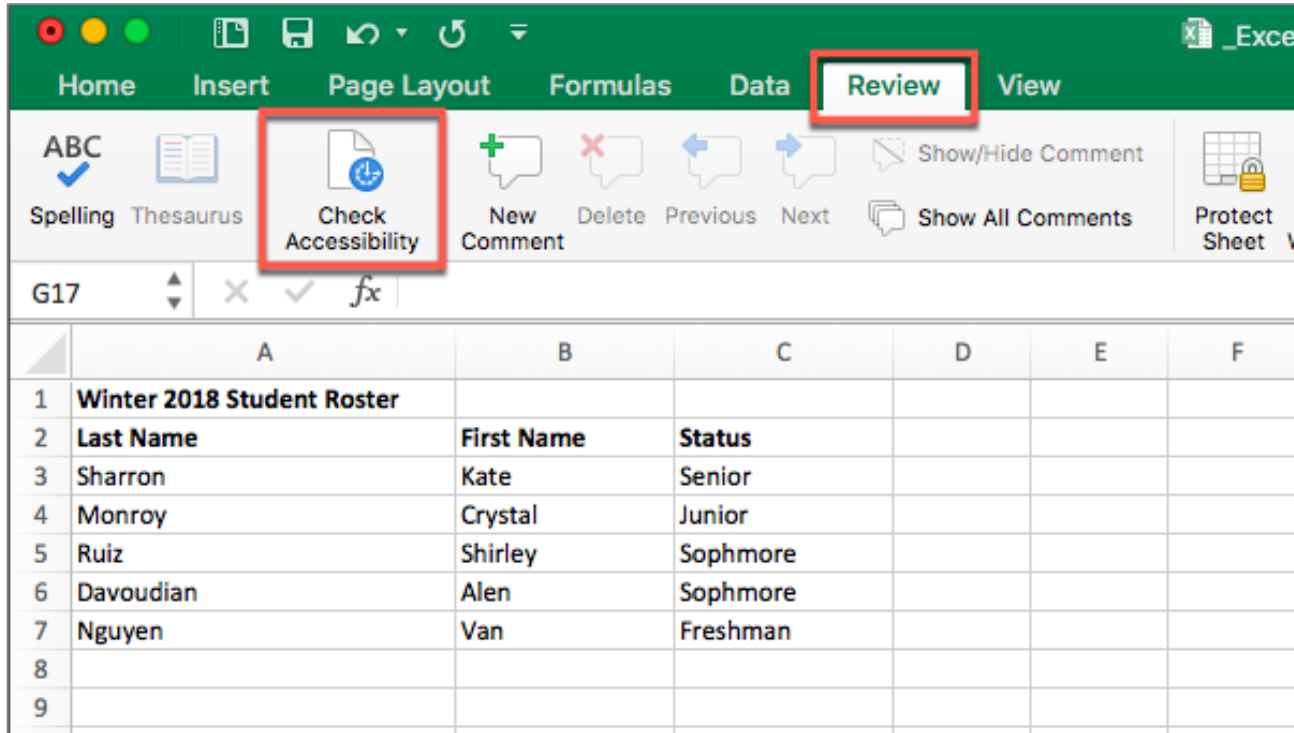 _Exce
Home Insert Page Layout Formulas Data Review View
ABC
Show/Hide Comment
Spelling Thesaurus Check Accessibility New Comment Delete Previous Next Show All Comments Protect Sheet
G17 fx
A B C D E F
1 Winter 2018 Student Roster
2 Last Name First Name Status
3 Sharron Kate Senior
4 Monroy Crystal Junior
5 Ruiz Shirley Sophmore
6 Davoudian Alen Sophmore
7 Nguyen Van Freshman
8
9